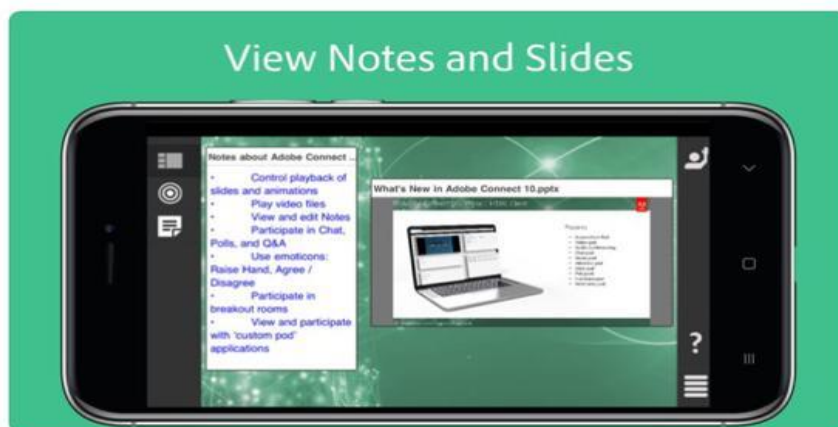 View Notes and Slides
Notes about Adobe Connect ..
• Control playback of
slides and animations
• Play video files
• View and edit Notes
• Participate in Chat,
Polls, and Q&A
• Use emoticons:
Raise Hand, Agree /
Disagree
• Participate in
breakout rooms
• View and participate
with 'custom pod'
applications
What's New in Adobe Connect 10.pptx
?